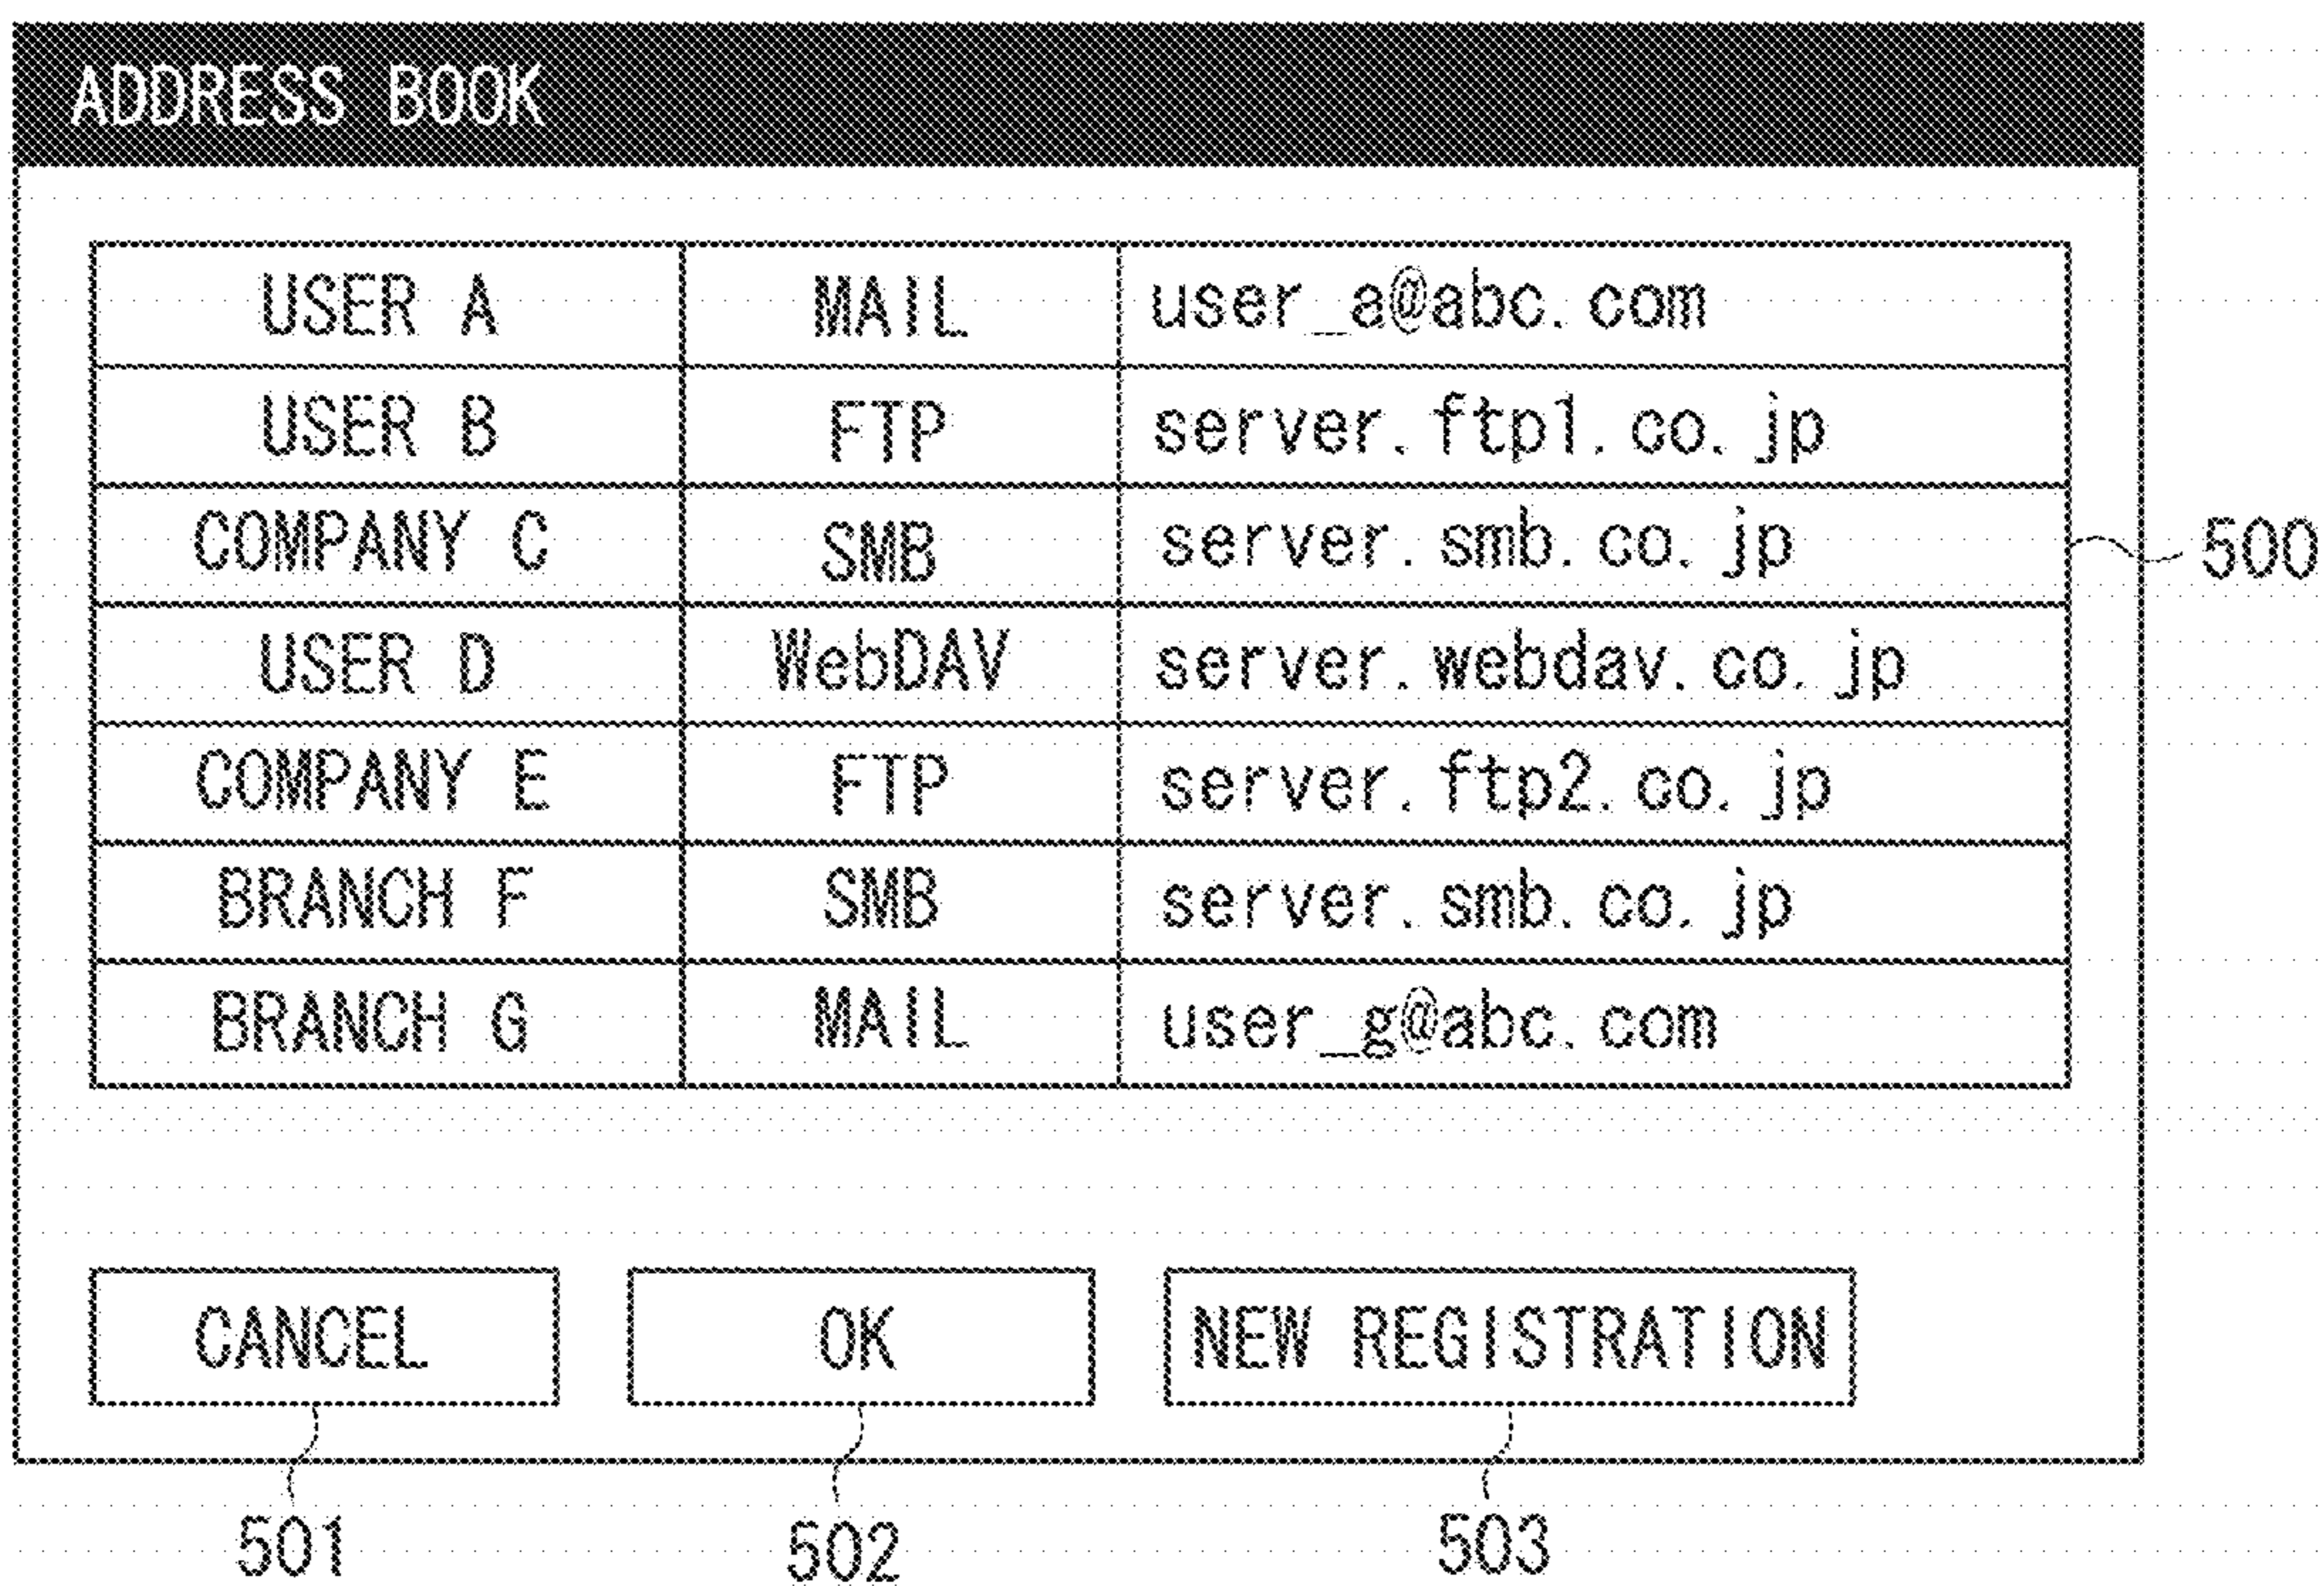 ADDRESS BOOK
USER A MAIL user_a@abc.com
USER B FTP server.ftp1.co.jp
COMPANY C SMB server.smb.co.jp
500
USER D WebDAV server.webdav.co.jp
COMPANY E FTP server.ftp2.co.jp
BRANCH F SMB server.smb.co.jp
BRANCH G MAIL user_g@abc.com
CANCEL OK NEW REGISTRATION
501 502 503